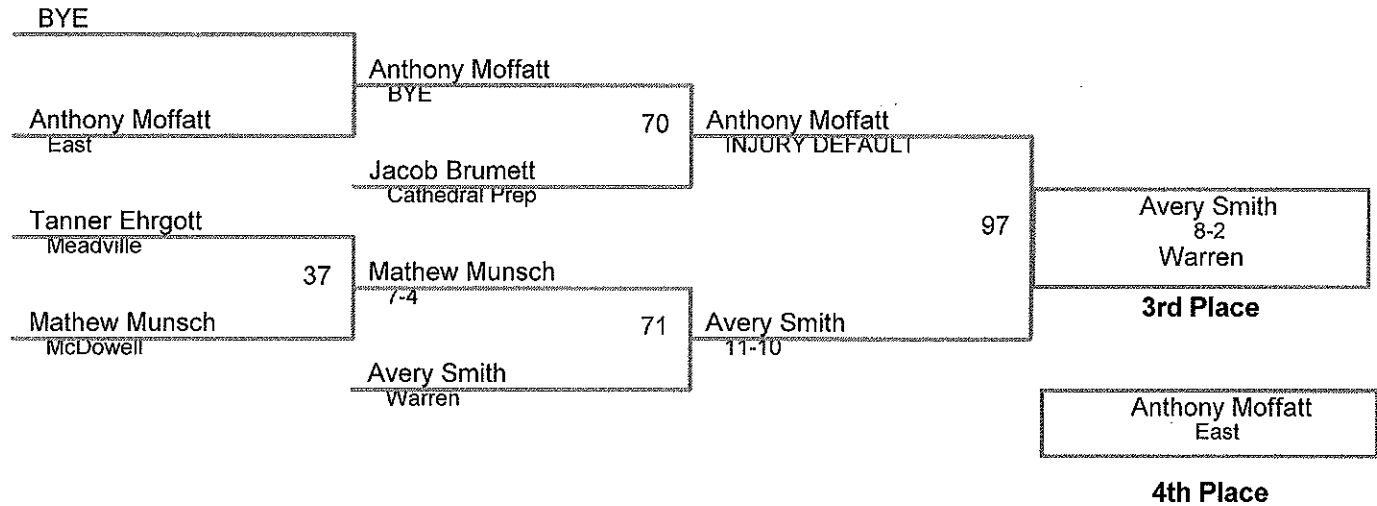 BYE
Anthony Moffatt
BYE
Anthony Moffatt
East
70
Anthony Moffatt
INJURY DEFAULT
Jacob Brumett
Cathedral Prep
Tanner Ehrgott
Meadville
97
Avery Smith
8-2
Warren
37
Mathew Munsch
7-4
3rd Place
Mathew Munsch
McDowell
71
Avery Smith
11-10
Avery Smith
Warren
Anthony Moffatt
East
4th Place